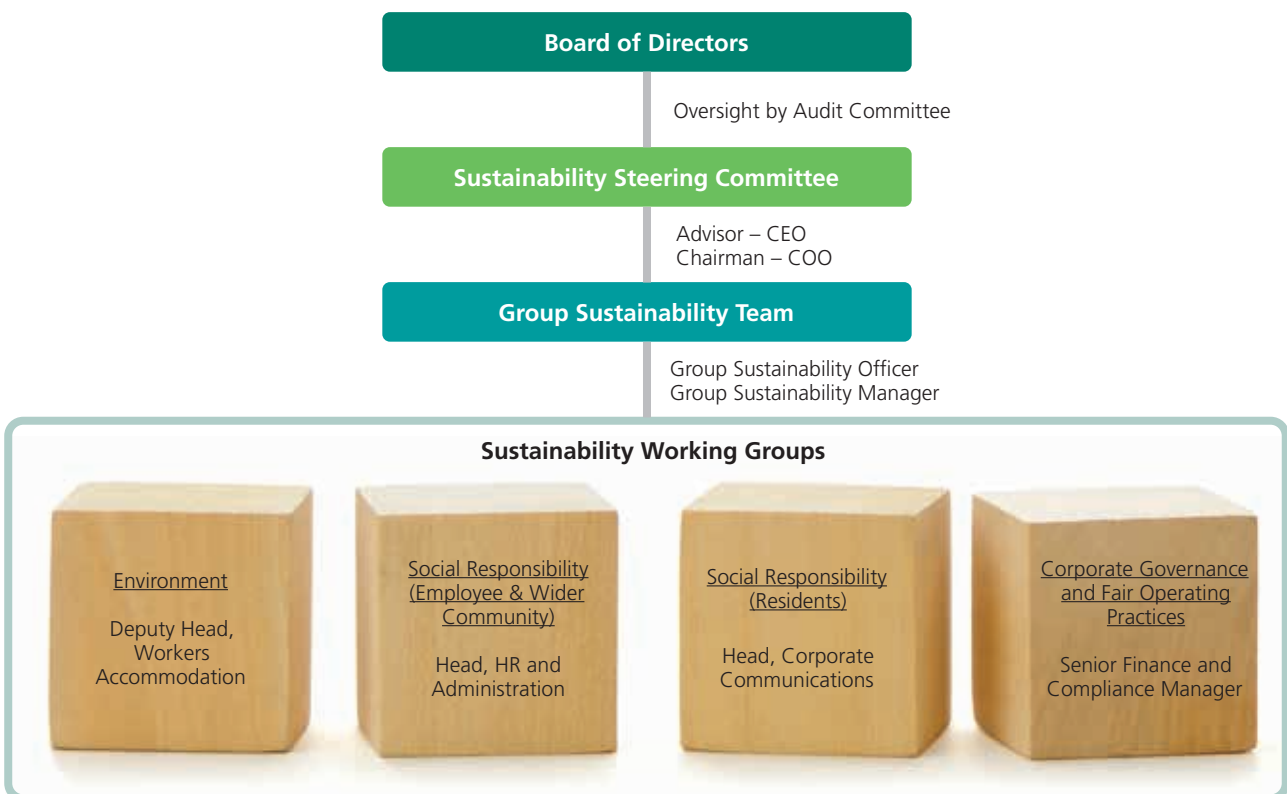 Board of Directors
Oversight by Audit Committee
Sustainability Steering Committee
Advisor – CEO
Chairman – COO
Group Sustainability Team
Group Sustainability Officer
Group Sustainability Manager
Sustainability Working Groups
Environment
Deputy Head,
Workers
Accommodation
Social Responsibility
(Employee & Wider
Community)
Head, HR and
Administration
Social Responsibility
(Residents)
Head, Corporate
Communications
Corporate Governance
and Fair Operating
Practices
Senior Finance and
Compliance Manager